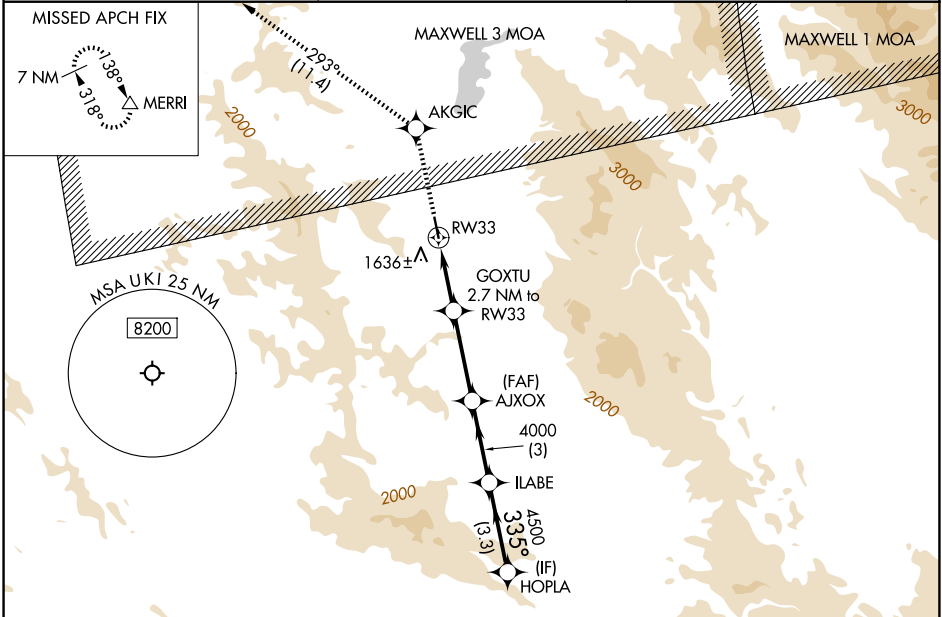 MISSED APCH FIX
7 NM
138°
318°
MERRI
293°
(11.4)
MAXWELL 3 MOA
MAXWELL 1 MOA
AKGIC
2000
3000
3000
RW33
1636±
GOXTU
2.7 NM to
RW33
MSA UKI 25 NM
8200
(FAF)
AJXOX
2000
4000
(3)
ILABE
2000
4500
335°
(3.3)
(IF)
HOPLA